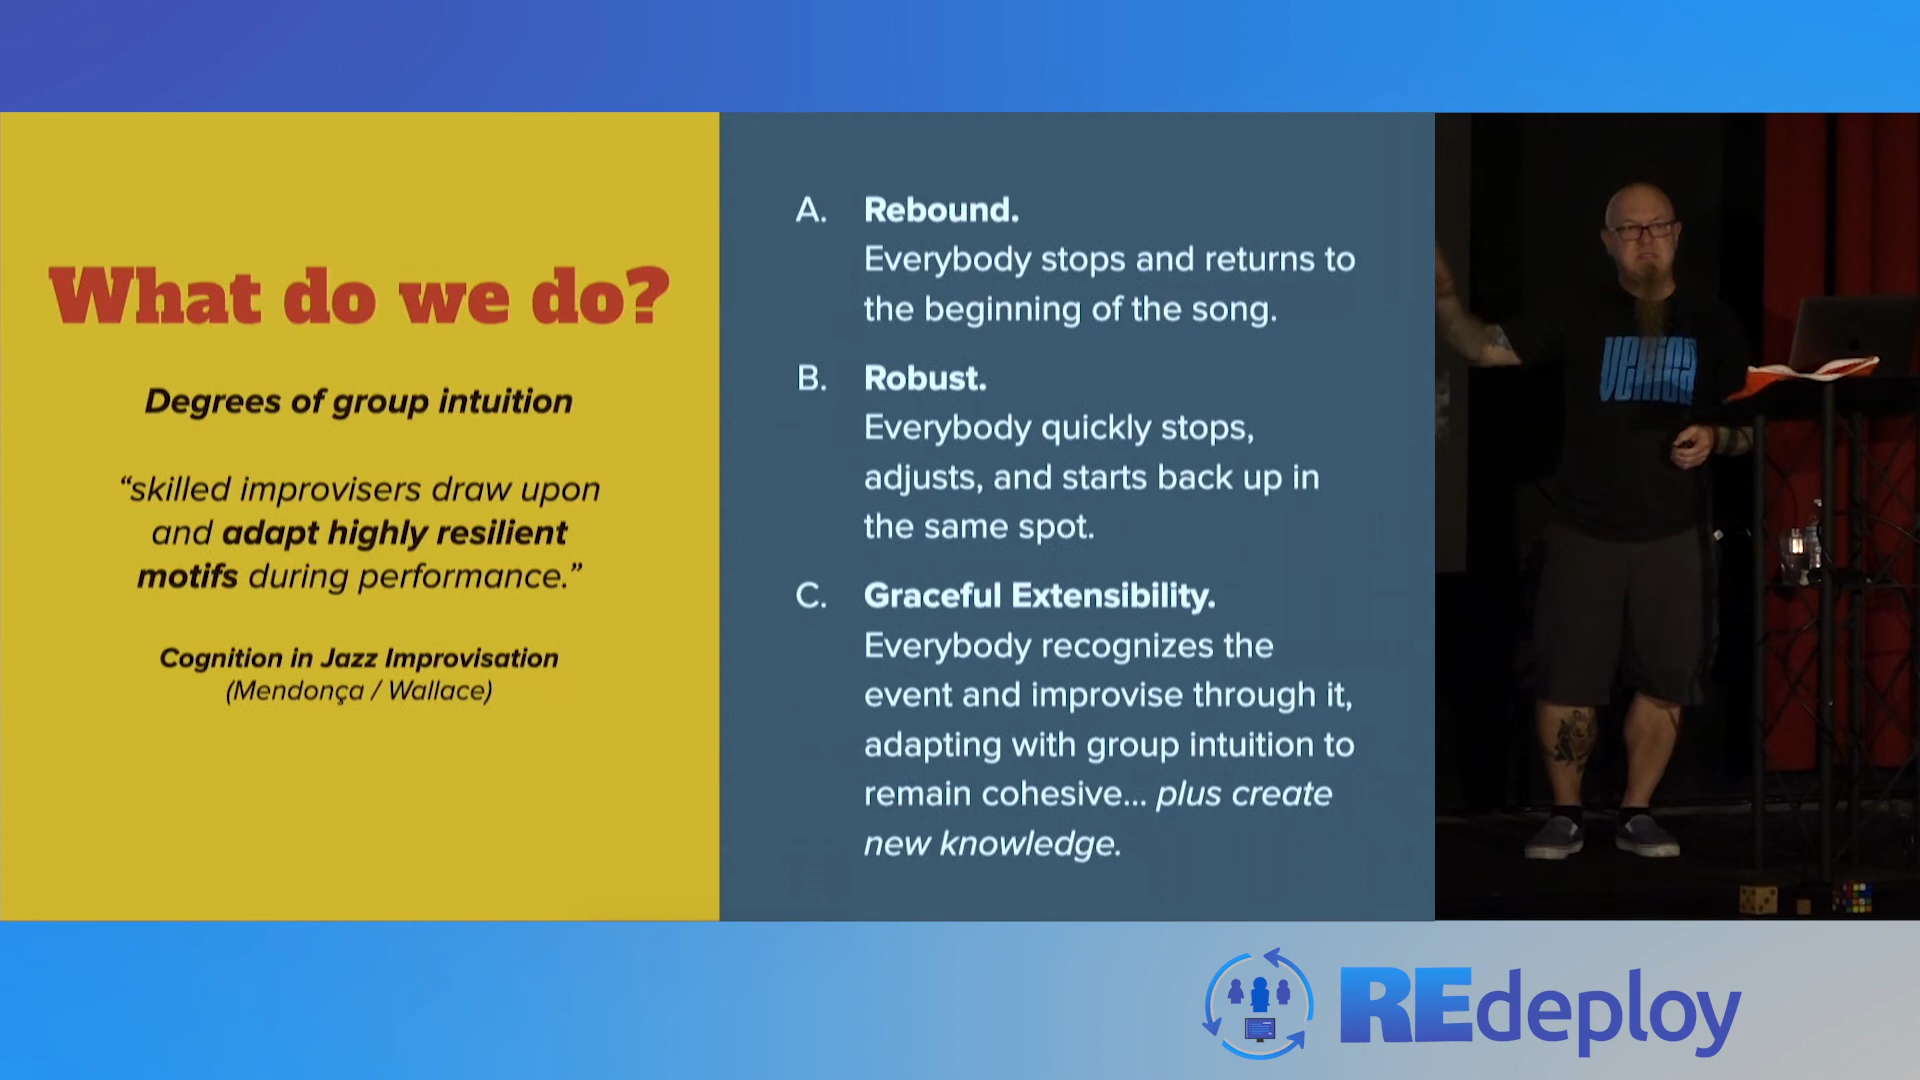 What do we do?
Degrees of group intuition
“skilled improvisers draw upon
and adapt highly resilient
motifs during performance.”
Cognition in Jazz Improvisation
(Mendonça / Wallace)
A. Rebound.
Everybody stops and returns to
the beginning of the song.
B. Robust.
Everybody quickly stops,
adjusts, and starts back up in
the same spot.
C. Graceful Extensibility.
Everybody recognizes the
event and improvise through it,
adapting with group intuition to
remain cohesive... plus create
new knowledge.
REdeploy